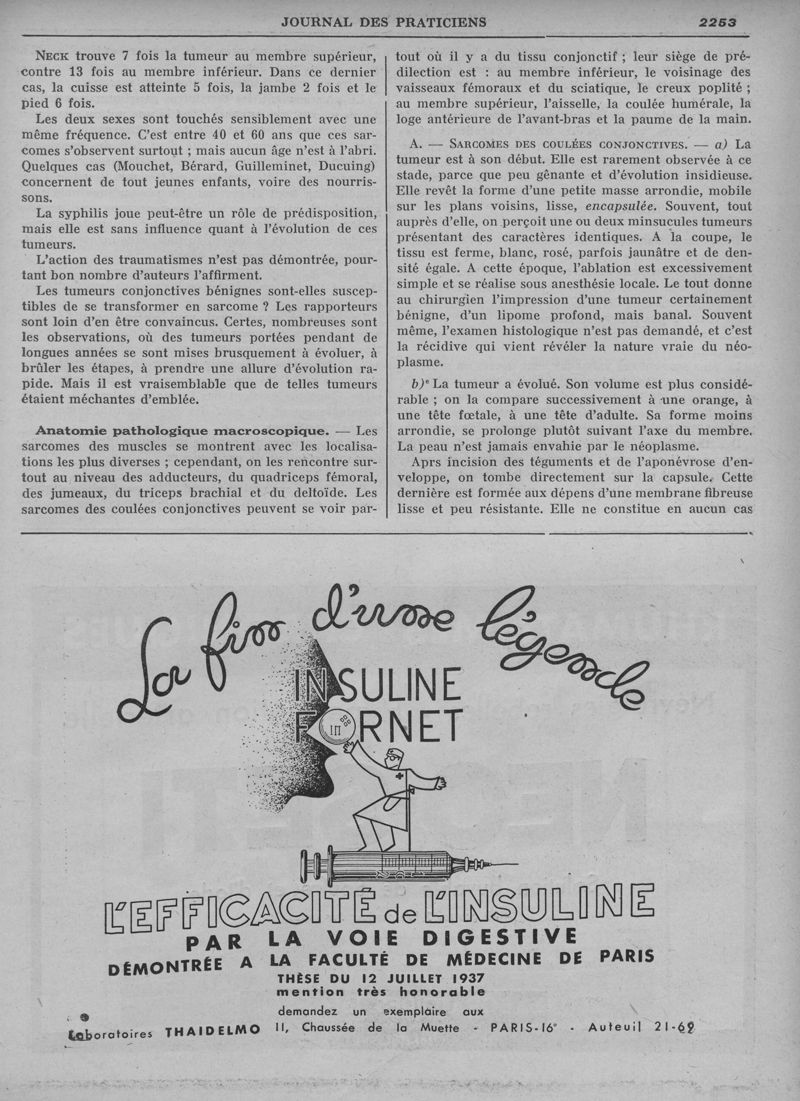 JOURNAL DES PRATICIENS
2253
NECK trouve 7 fois la tumeur au membre supérieur,
contre 13 fois au membre inférieur. Dans ce dernier
cas, la cuisse est atteinte 5 fois, la jambe 2 fois et le
pied 6 fois.
Les deux sexes sont touchés sensiblement avec une
même fréquence. C'est entre 40 et 60 ans que ces sar-
comes s'observent surtout ; mais aucun âge n'est à l'abri.
Quelques cas (Mouchet, Bérard, Guilleminet, Ducuing)
concernent de tout jeunes enfants, voire des nourris-
sons.
La syphilis joue peut-être un rôle de prédisposition,
mais elle est sans influence quant à l'évolution de ces
tumeurs.
L'action des traumatismes n'est pas démontrée, pour-
tant bon nombre d'auteurs l'affirment.
Les tumeurs conjonctives bénignes sont-elles suscep-
tibles de se transformer en sarcome ? Les rapporteurs
sont loin d'en être convaincus. Certes, nombreuses sont
les observations, où des tumeurs portées pendant de
longues années se sont mises brusquement à évoluer, à
brûler les étapes, à prendre une allure d'évolution ra-
pide. Mais il est vraisemblable que de telles tumeurs
étaient méchantes d'emblée.
Anatomie pathologique macroscopique. — Les
sarcomes des muscles se montrent avec les localisa-
tions les plus diverses ; cependant, on les rencontre sur-
tout au niveau des adducteurs, du quadriceps fémoral,
des jumeaux, du triceps brachial et du deltoïde. Les
sarcomes des coulées conjonctives peuvent se voir par-
tout où il y a du tissu conjonctif ; leur siège de pré-
dilection est : au membre inférieur, le voisinage des
vaisseaux fémoraux et du sciatique, le creux poplité ;
au membre supérieur, l'aisselle, la coulée humérale, la
loge antérieure de l'avant-bras et la paume de la main.
A. — SARCOMES DES COULÉES CONJONCTIVES. — a) La
tumeur est à son début. Elle est rarement observée à ce
stade, parce que peu gênante et d'évolution insidieuse.
Elle revêt la forme d'une petite masse arrondie, mobile
sur les plans voisins, lisse, encapsulée. Souvent, tout
auprès d'elle, on perçoit une ou deux minsucules tumeurs
présentant des caractères identiques. A la coupe, le
tissu est ferme, blanc, rosé, parfois jaunâtre et de den-
sité égale. A cette époque, l'ablation est excessivement
simple et se réalise sous anesthésie locale. Le tout donne
au chirurgien l'impression d'une tumeur certainement
bénigne, d'un lipome profond, mais banal. Souvent
même, l'examen histologique n'est pas demandé, et c'est
la récidive qui vient révéler la nature vraie du néo-
plasme.
b) La tumeur a évolué. Son volume est plus considé-
rable ; on la compare successivement à une orange, à
une tête fœtale, à une tête d'adulte. Sa forme moins
arrondie, se prolonge plutôt suivant l'axe du membre.
La peau n'est jamais envahie par le néoplasme.
Aprs incision des téguments et de l'aponévrose d'en-
veloppe, on tombe directement sur la capsule. Cette
dernière est formée aux dépens d'une membrane fibreuse
lisse et peu résistante. Elle ne constitue en aucun cas
La fin d'une légende
INSULINE
FORNET
L'EFFICACITÉ de L'INSULINE
PAR LA VOIE DIGESTIVE
DÉMONTRÉE A LA FACULTÉ DE MÉDECINE DE PARIS
THÈSE DU 12 JUILLET 1937
mention très honorable
demandez un exemplaire aux
Laboratoires THAIDELMO 11, Chaussée de la Muette - PARIS-16e - Auteuil 21-69